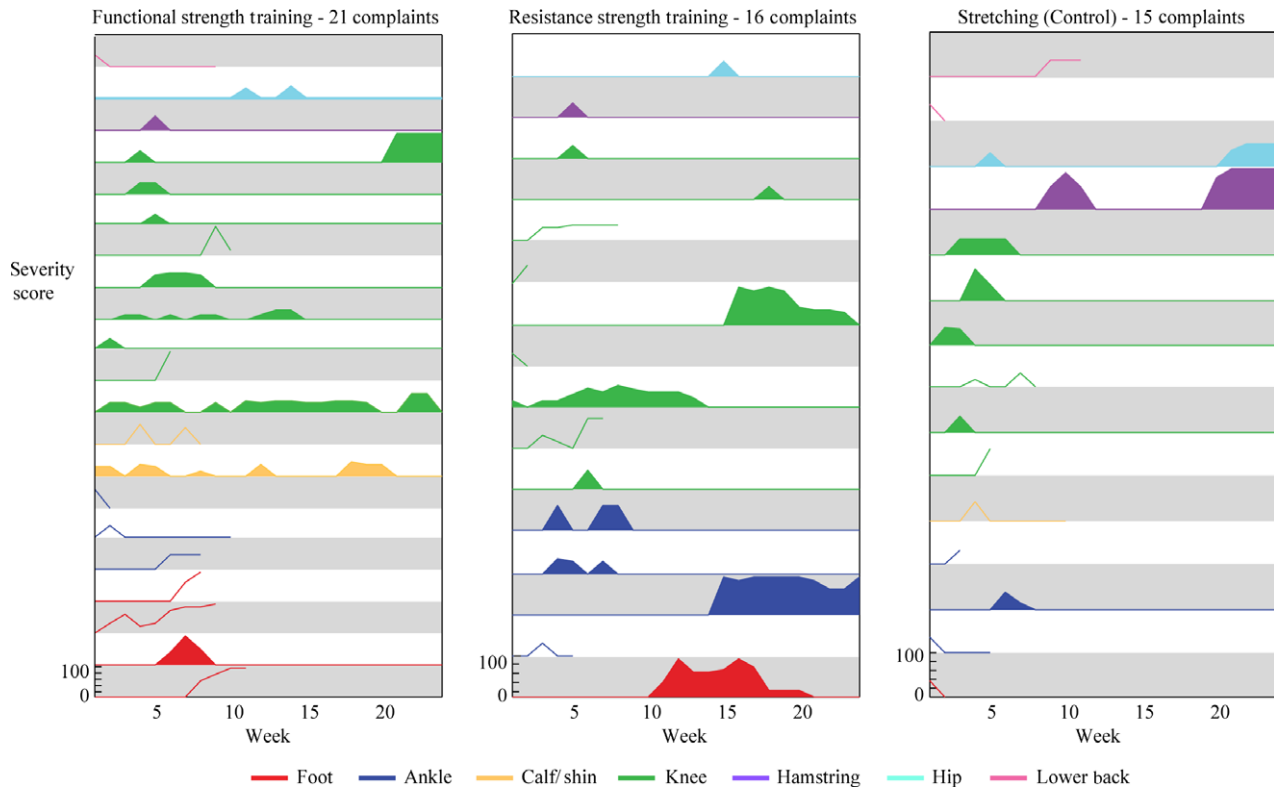 Functional strength training - 21 complaints
Resistance strength training - 16 complaints
Stretching (Control) - 15 complaints
Severity
score
100
0
100
0
100
0
5 10 15 20
5 10 15 20
5 10 15 20
Week
Week
Week
Foot Ankle Calf/ shin Knee Hamstring Hip Lower back